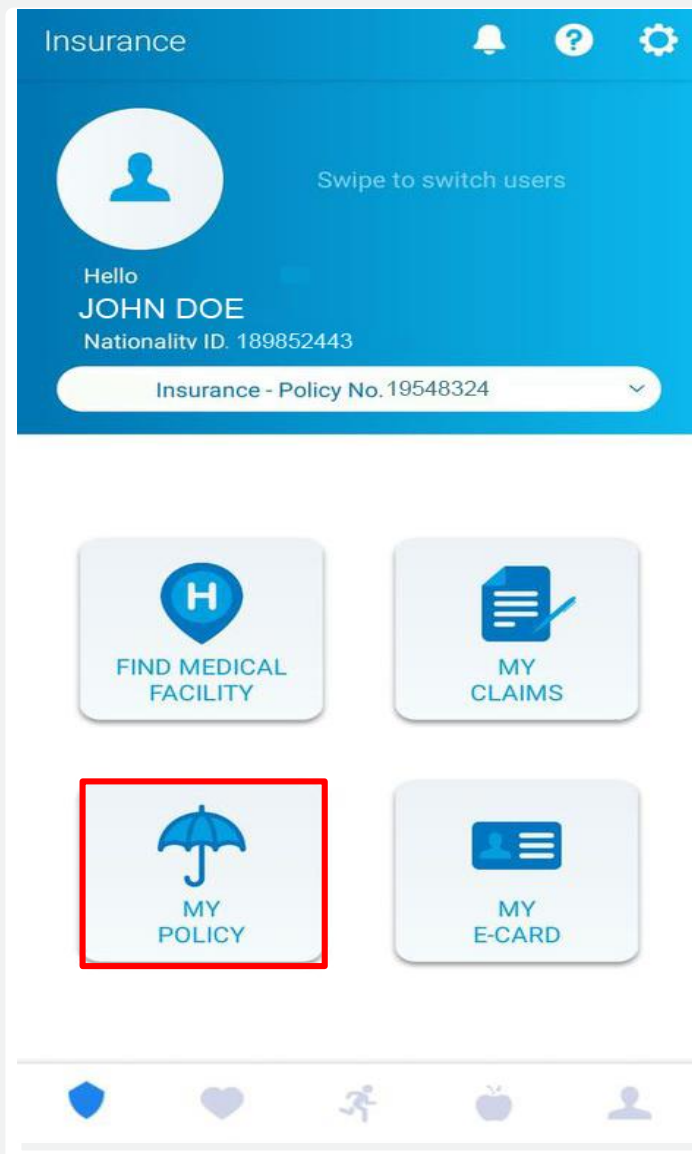 Insurance
Swipe to switch users
Hello
JOHN DOE
Nationality ID. 189852443
Insurance - Policy No. 19548324
H
FIND MEDICAL
FACILITY
MY
CLAIMS
MY
POLICY
MY
E-CARD